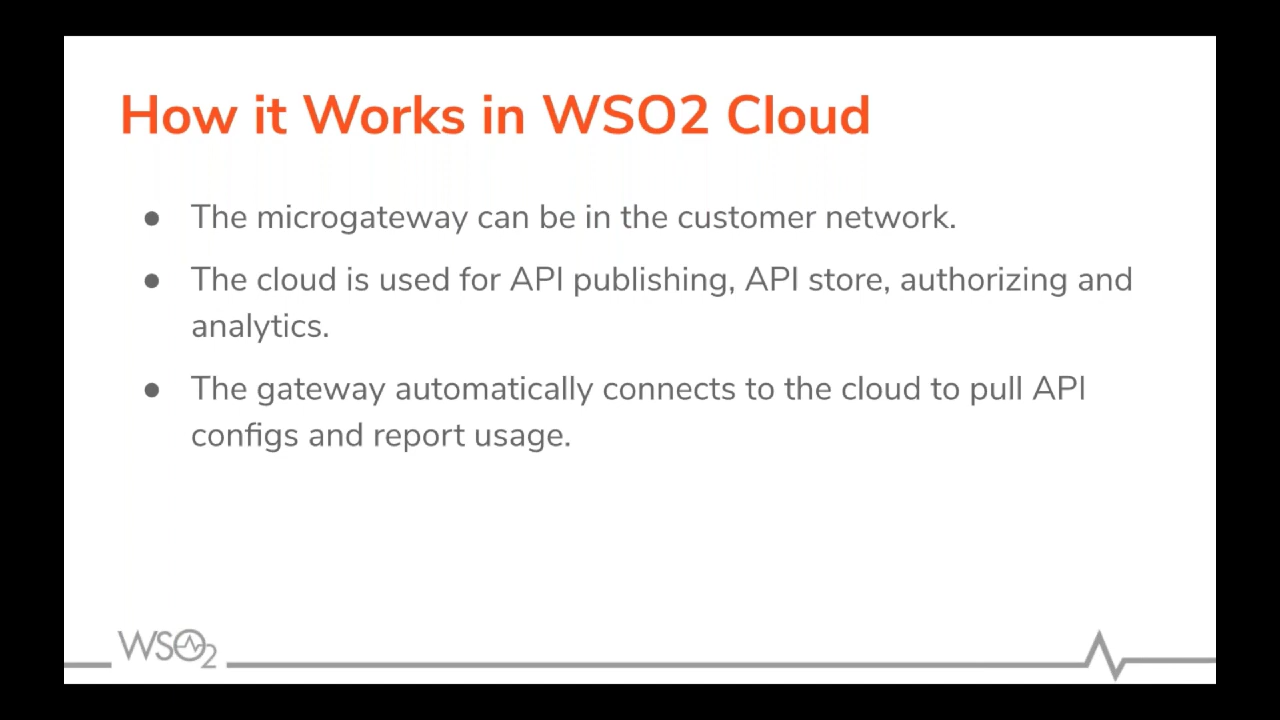 How it Works in WSO2 Cloud
● The microgateway can be in the customer network.
● The cloud is used for API publishing, API store, authorizing and
analytics.
● The gateway automatically connects to the cloud to pull API
configs and report usage.
WSO2